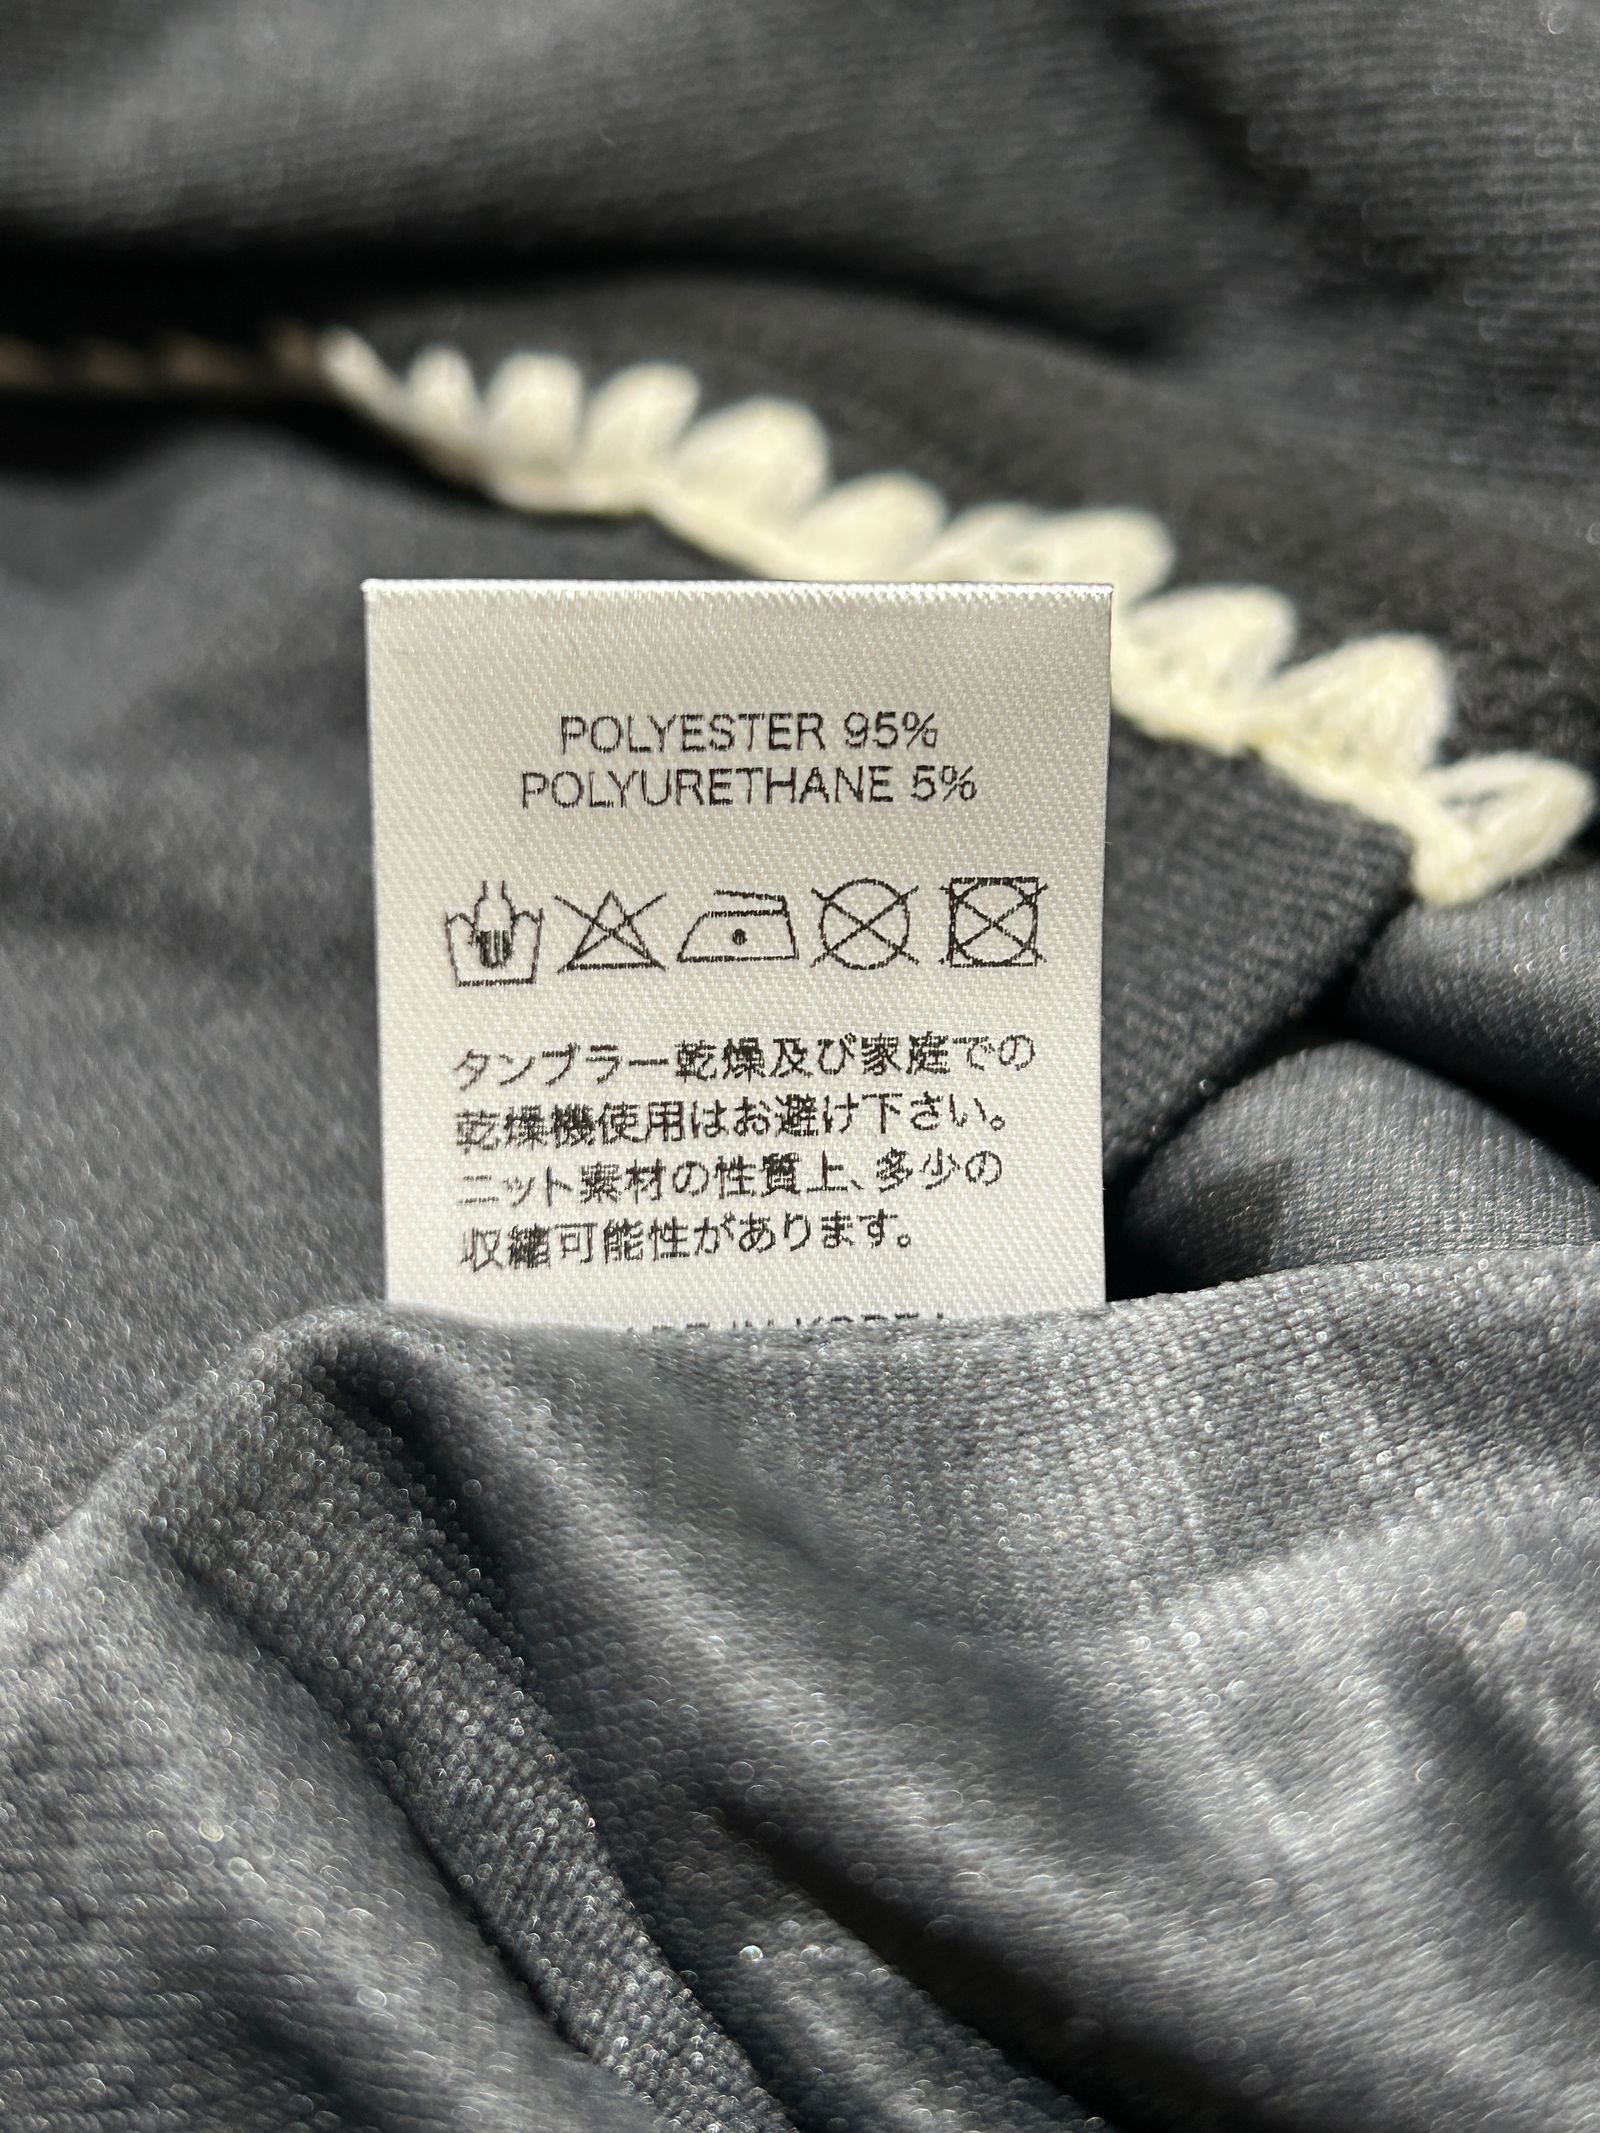 POLYESTER 95%
POLYURETHANE 5%
タンブラー乾燥及び家庭での
乾燥機使用はお避け下さい。
ニット素材の性質上、多少の
収縮可能性があります。